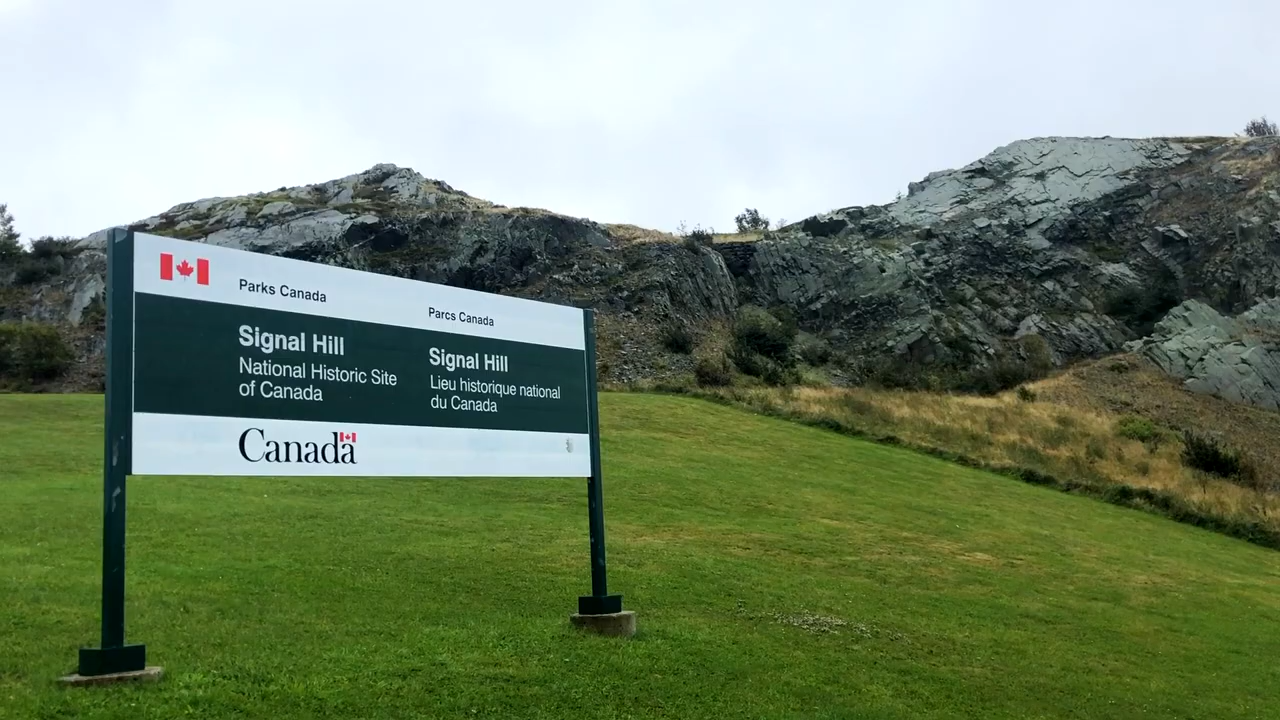 Parks Canada
Parcs Canada
Signal Hill
National Historic Site
of Canada
Signal Hill
Lieu historique national
du Canada
Canada